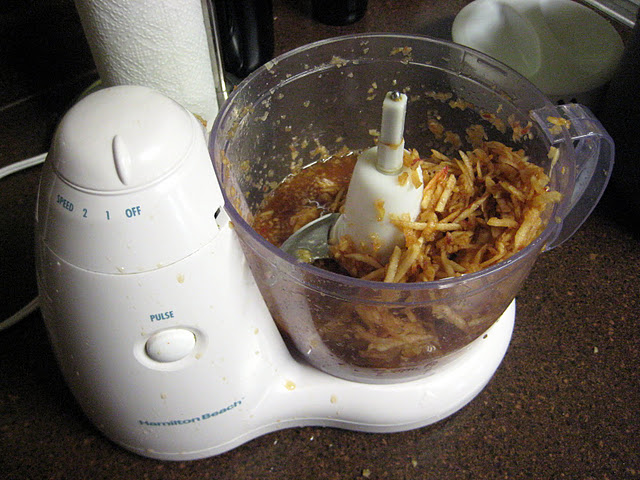 SPEED 2 1 OFF
PULSE
Hamilton Beach